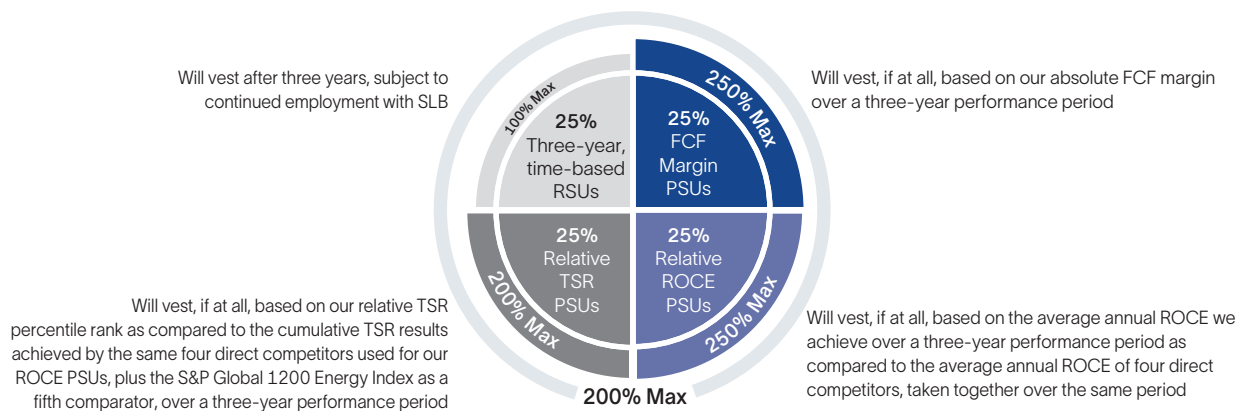 Will vest after three years, subject to
continued employment with SLB
100% Max
25%
Three-year,
time-based
RSUs
250% Max
25%
FCF
Margin
PSUs
Will vest, if at all, based on our absolute FCF margin
over a three-year performance period
Will vest, if at all, based on our relative TSR
percentile rank as compared to the cumulative TSR results
achieved by the same four direct competitors used for our
ROCE PSUs, plus the S&P Global 1200 Energy Index as a
fifth comparator, over a three-year performance period
25%
Relative
TSR
PSUs
200% Max
25%
Relative
ROCE
PSUs
250% Max
Will vest, if at all, based on the average annual ROCE we
achieve over a three-year performance period as
compared to the average annual ROCE of four direct
competitors, taken together over the same period
200% Max